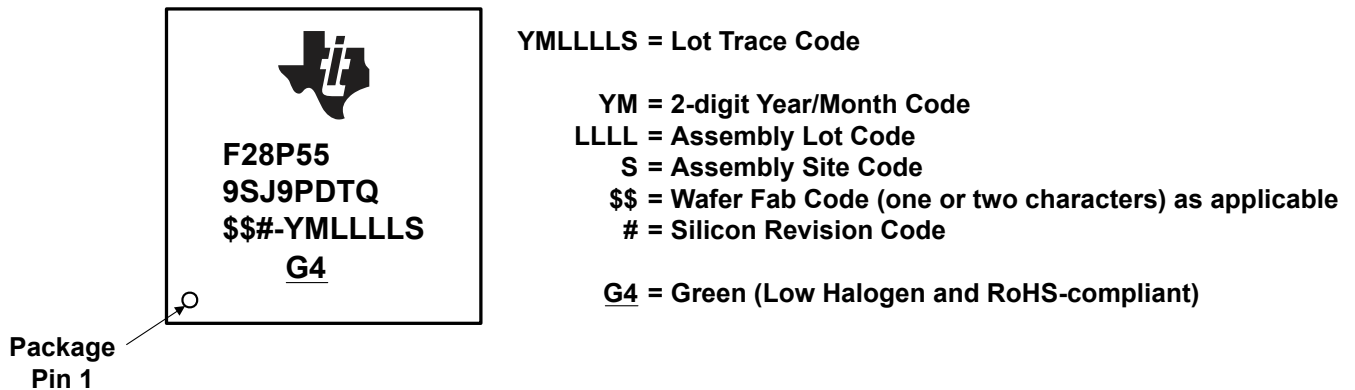 F28P55
9SJ9PDTQ
$$#-YMLLLLS
G4
Package
Pin 1
YMLLLLS = Lot Trace Code
YM = 2-digit Year/Month Code
LLLL = Assembly Lot Code
S = Assembly Site Code
$$ = Wafer Fab Code (one or two characters) as applicable
# = Silicon Revision Code
G4 = Green (Low Halogen and RoHS-compliant)